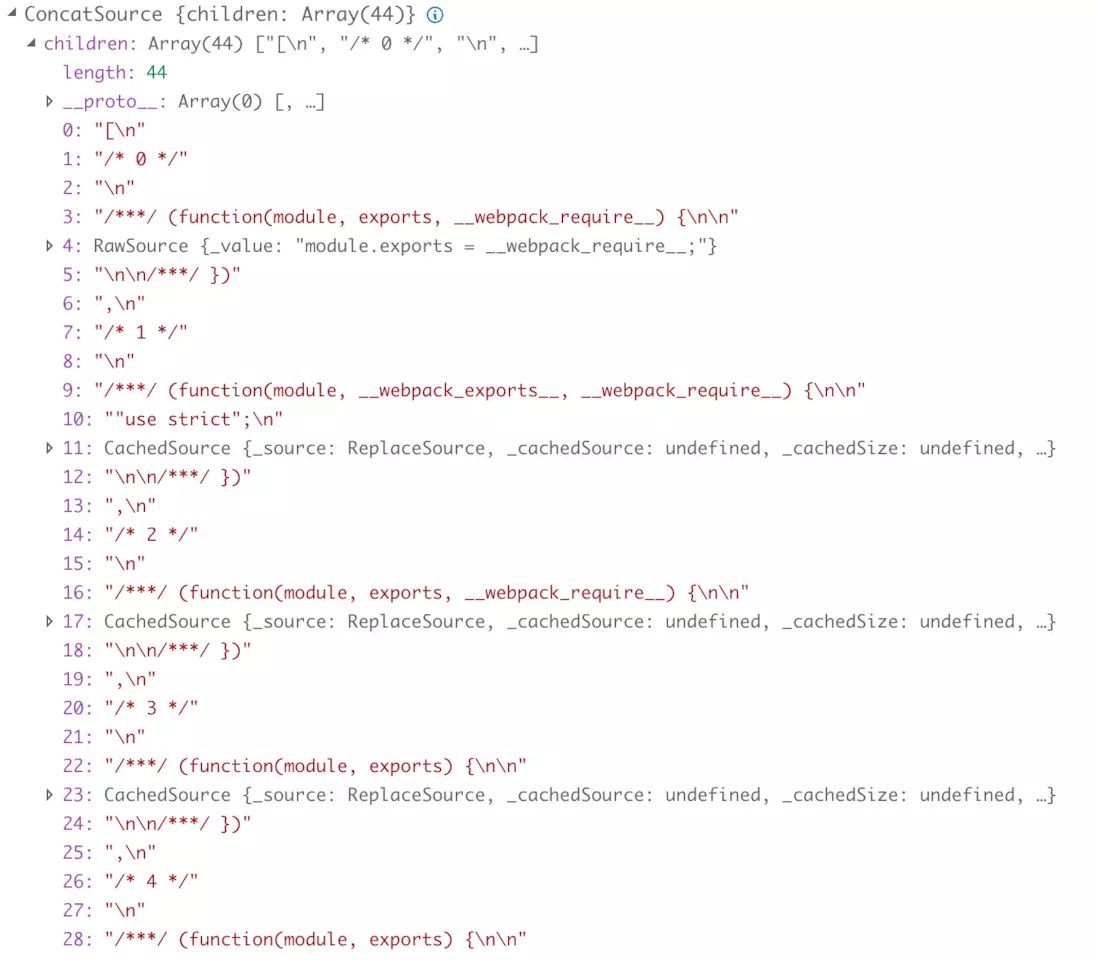 ConcatSource {children: Array(44)}
children: Array(44) ["[\n", "/* 0 */", "\n", …]
length: 44
__proto__: Array(0) [, …]
0: "[\n"
1: "/* 0 */"
2: "\n"
3: "/***/ (function(module, exports, __webpack_require__) {\n\n"
4: RawSource {_value: "module.exports = __webpack_require__;"}
5: "\n\n/***/ })"
6: ",\n"
7: "/* 1 */"
8: "\n"
9: "/***/ (function(module, __webpack_exports__, __webpack_require__) {\n\n"
10: ""use strict";\n"
11: CachedSource {_source: ReplaceSource, _cachedSource: undefined, _cachedSize: undefined, …}
12: "\n\n/***/ })"
13: ",\n"
14: "/* 2 */"
15: "\n"
16: "/***/ (function(module, exports, __webpack_require__) {\n\n"
17: CachedSource {_source: ReplaceSource, _cachedSource: undefined, _cachedSize: undefined, …}
18: "\n\n/***/ })"
19: ",\n"
20: "/* 3 */"
21: "\n"
22: "/***/ (function(module, exports) {\n\n"
23: CachedSource {_source: ReplaceSource, _cachedSource: undefined, _cachedSize: undefined, …}
24: "\n\n/***/ })"
25: ",\n"
26: "/* 4 */"
27: "\n"
28: "/***/ (function(module, exports) {\n\n"